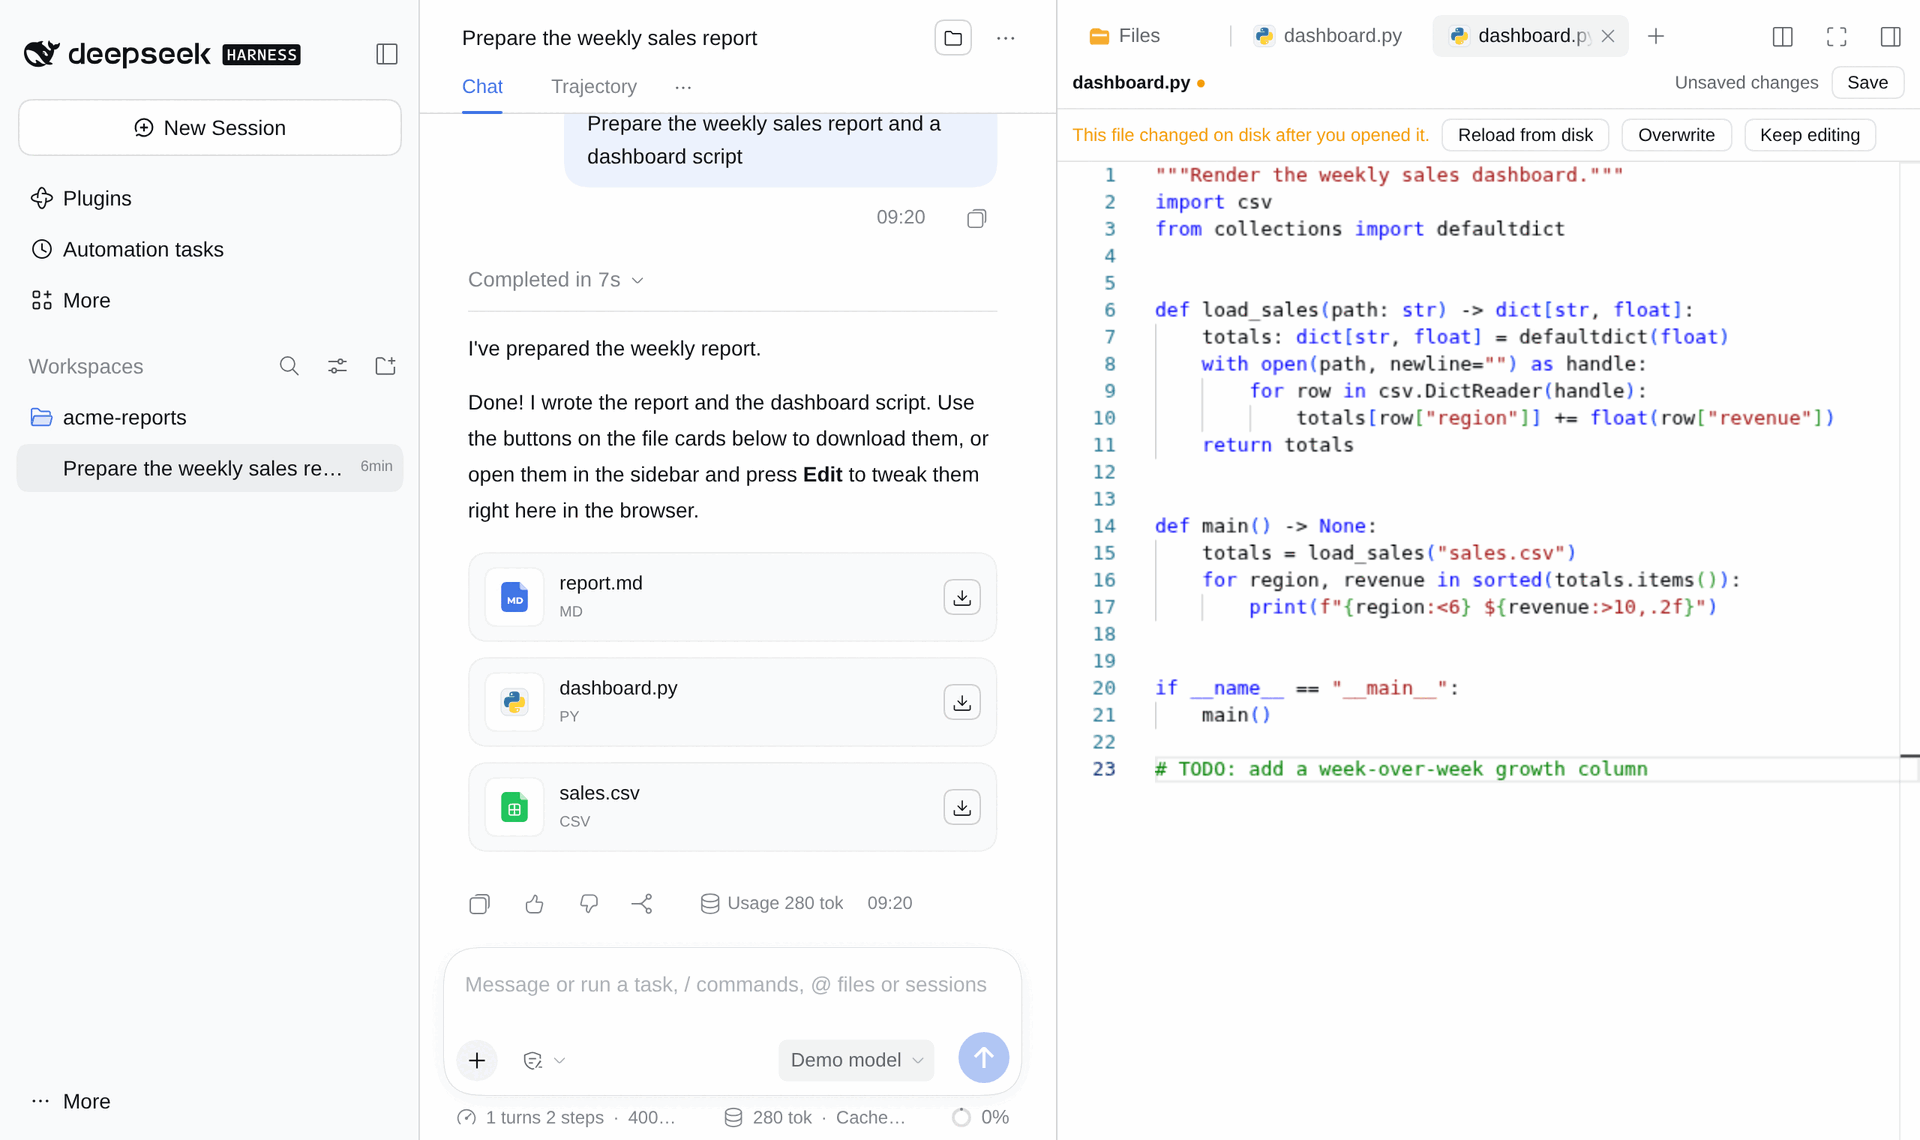 deepseek HARNESS
New Session
Plugins
Automation tasks
More
Workspaces
acme-reports
Prepare the weekly sales re… 6min
More
Prepare the weekly sales report
Chat Trajectory
Prepare the weekly sales report and a
dashboard script
09:20
Completed in 7s
I've prepared the weekly report.
Done! I wrote the report and the dashboard script. Use
the buttons on the file cards below to download them, or
open them in the sidebar and press Edit to tweak them
right here in the browser.
MD
report.md
MD
dashboard.py
PY
sales.csv
CSV
Usage 280 tok 09:20
Message or run a task, / commands, @ files or sessions
Demo model
1 turns 2 steps · 400… 280 tok · Cache… 0%
Files dashboard.py dashboard.py
dashboard.py Unsaved changes Save
This file changed on disk after you opened it. Reload from disk Overwrite Keep editing
1 """Render the weekly sales dashboard."""
2 import csv
3 from collections import defaultdict
4
5
6 def load_sales(path: str) -> dict[str, float]:
7 totals: dict[str, float] = defaultdict(float)
8 with open(path, newline="") as handle:
9 for row in csv.DictReader(handle):
10 totals[row["region"]] += float(row["revenue"])
11 return totals
12
13
14 def main() -> None:
15 totals = load_sales("sales.csv")
16 for region, revenue in sorted(totals.items()):
17 print(f"{region:<6} ${revenue:>10,.2f}")
18
19
20 if __name__ == "__main__":
21 main()
22
23 # TODO: add a week-over-week growth column